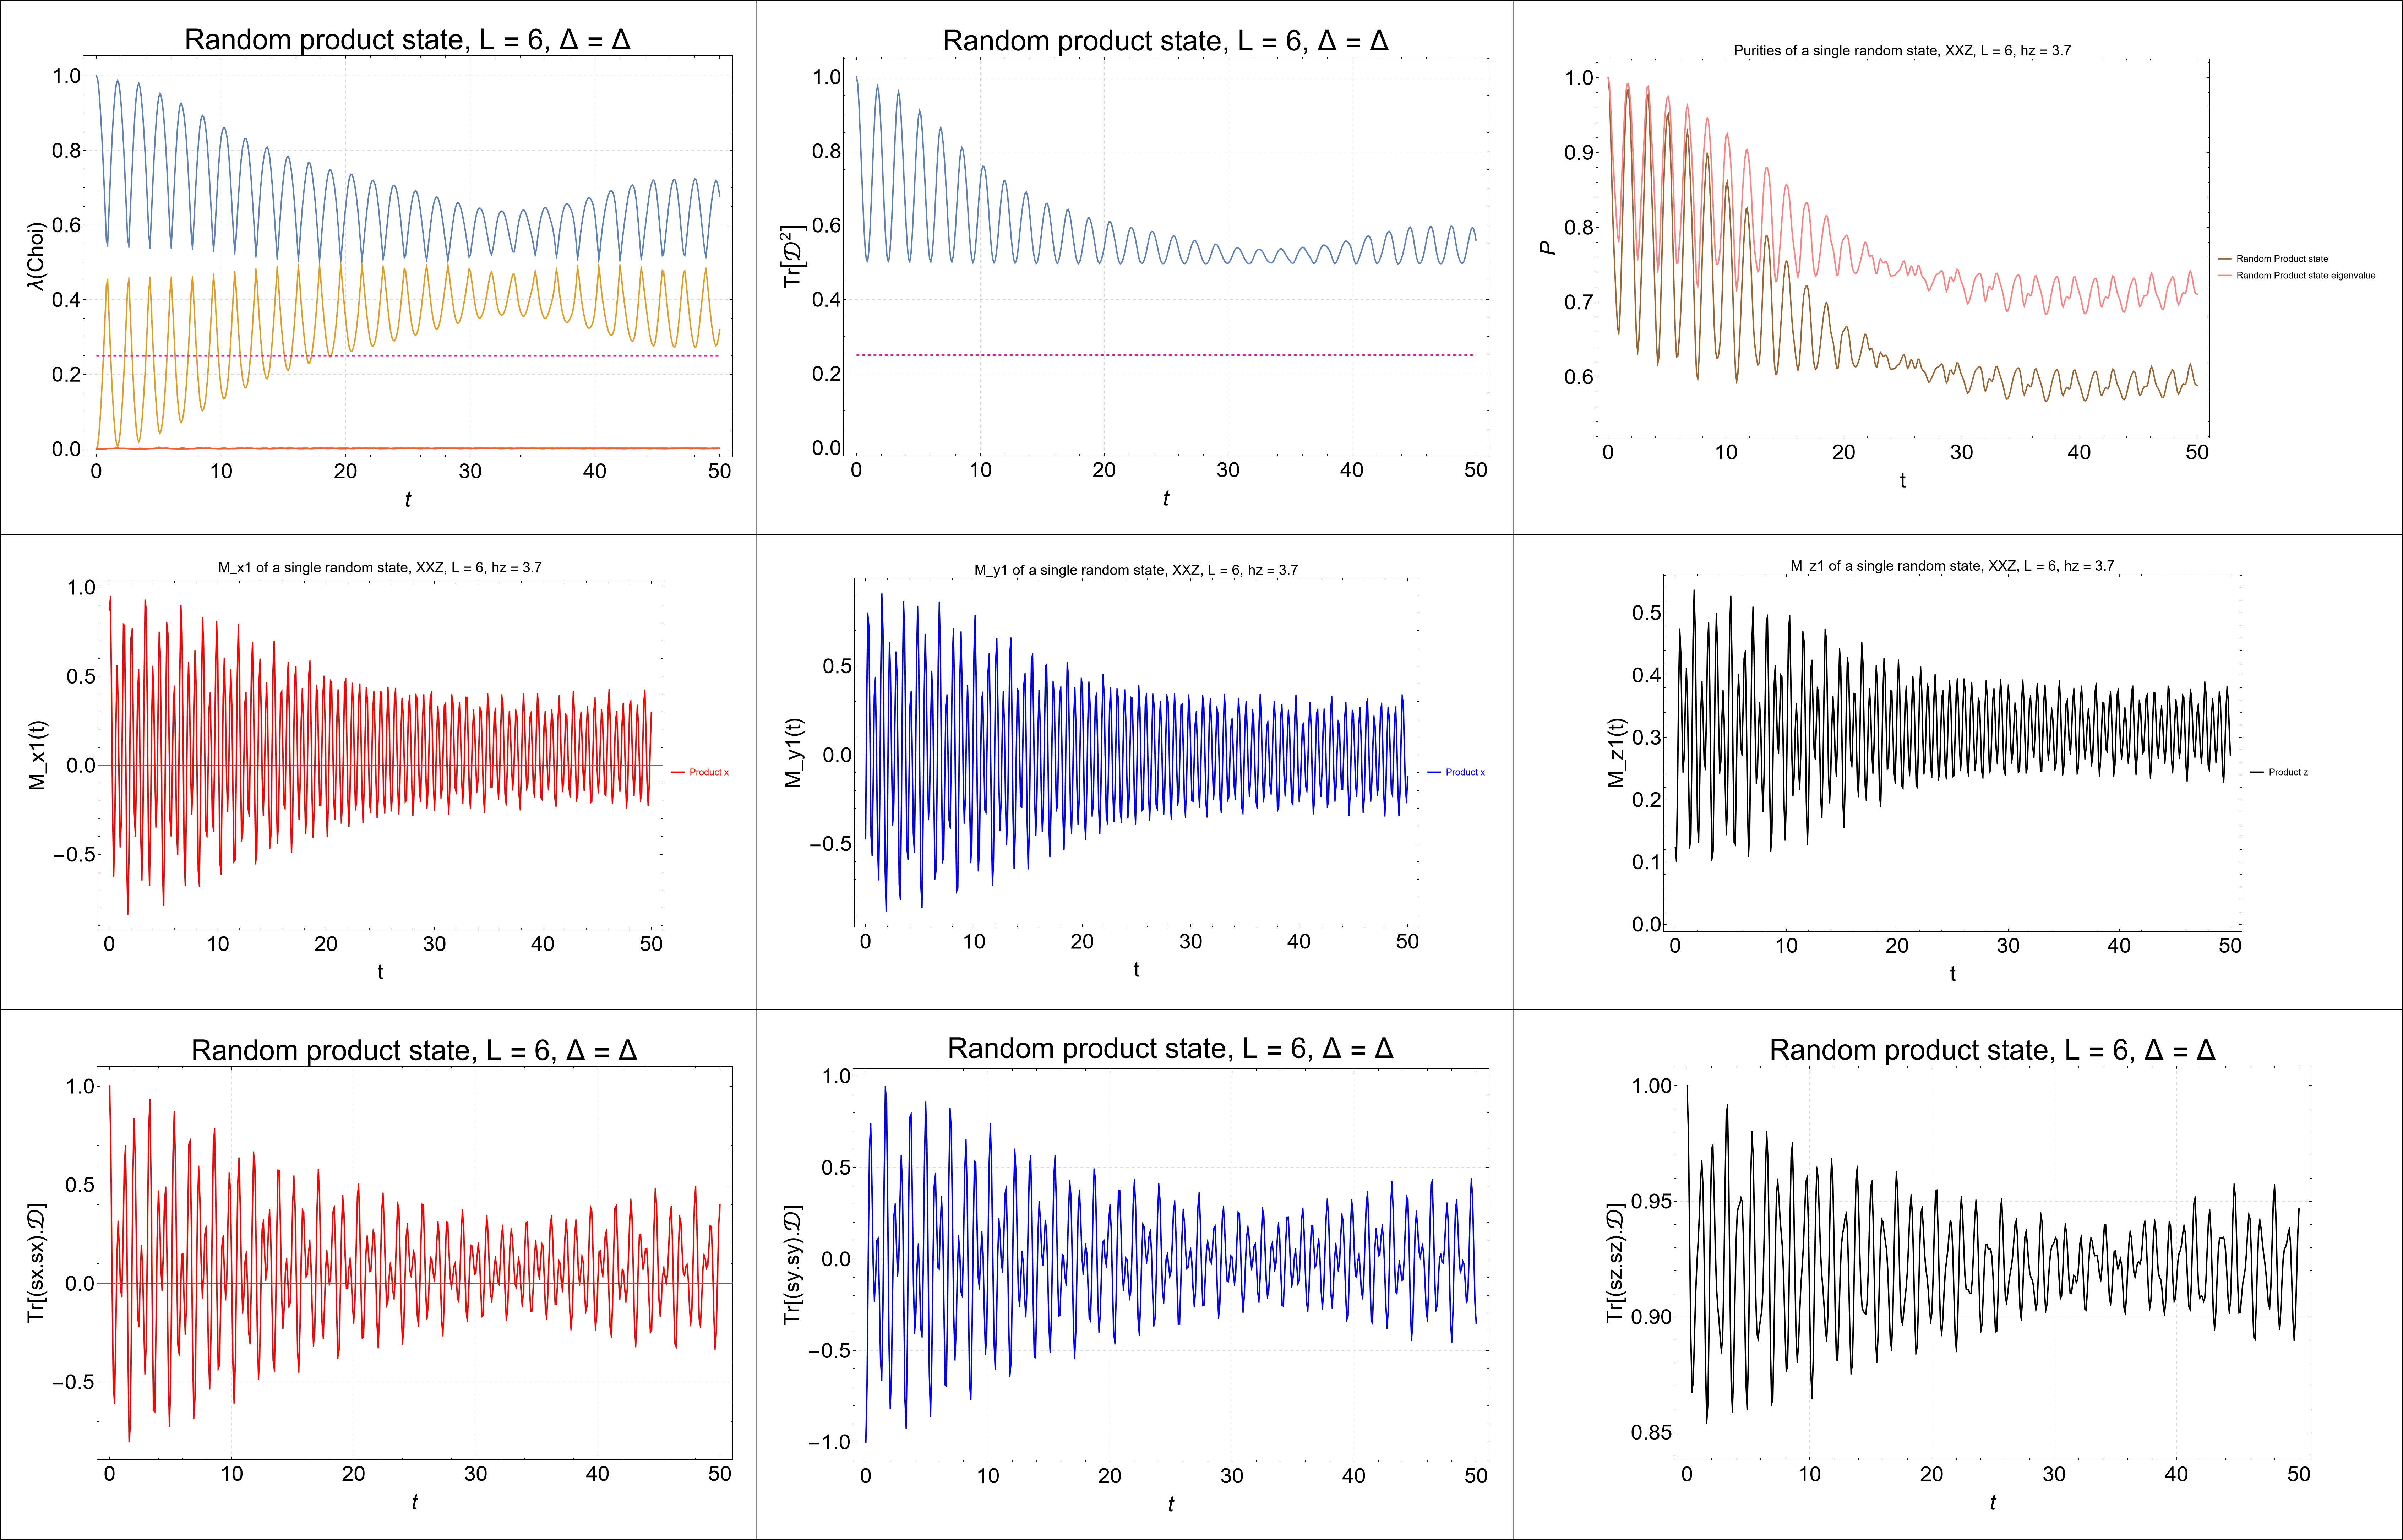 Random product state, L = 6, Δ = Δ
λ(Choi)
1.0
0.8
0.6
0.4
0.2
0.0
0 10 20 30 40 50
t
Random product state, L = 6, Δ = Δ
Tr[𝒟²]
1.0
0.8
0.6
0.4
0.2
0.0
0 10 20 30 40 50
t
Purities of a single random state, XXZ, L = 6, hz = 3.7
P
1.0
0.9
0.8
0.7
0.6
0 10 20 30 40 50
t
Random Product state
Random Product state eigenvalue
M_x1 of a single random state, XXZ, L = 6, hz = 3.7
M_x1(t)
1.0
0.5
0.0
−0.5
0 10 20 30 40 50
t
Product x
M_y1 of a single random state, XXZ, L = 6, hz = 3.7
M_y1(t)
0.5
0.0
−0.5
0 10 20 30 40 50
t
Product x
M_z1 of a single random state, XXZ, L = 6, hz = 3.7
M_z1(t)
0.5
0.4
0.3
0.2
0.1
0.0
0 10 20 30 40 50
t
Product z
Random product state, L = 6, Δ = Δ
Tr[(sx.sx).𝒟]
1.0
0.5
0.0
−0.5
0 10 20 30 40 50
t
Random product state, L = 6, Δ = Δ
Tr[(sy.sy).𝒟]
1.0
0.5
0.0
−0.5
−1.0
0 10 20 30 40 50
t
Random product state, L = 6, Δ = Δ
Tr[(sz.sz).𝒟]
1.00
0.95
0.90
0.85
0 10 20 30 40 50
t